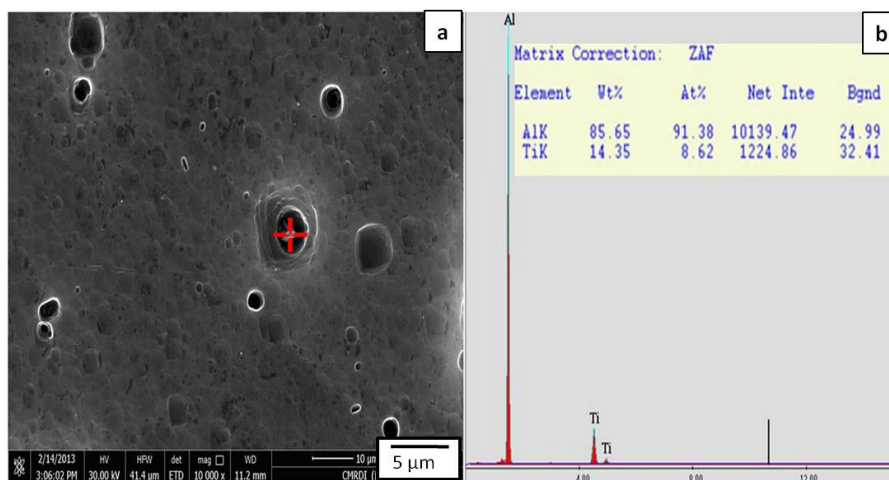 a
2/14/2013 HV HFW det mag □ WD 10 µm
3:06:02 PM 30.00 kV 41.4 µm ETD 10 000 x 11.2 mm CMRDI
5 µm
b
Al
Matrix Correction: ZAF
Element Wt% At% Net Inte Bgnd
AlK 85.65 91.38 10139.47 24.99
TiK 14.35 8.62 1224.86 32.41
Ti
Ti
4.00 8.00 12.00